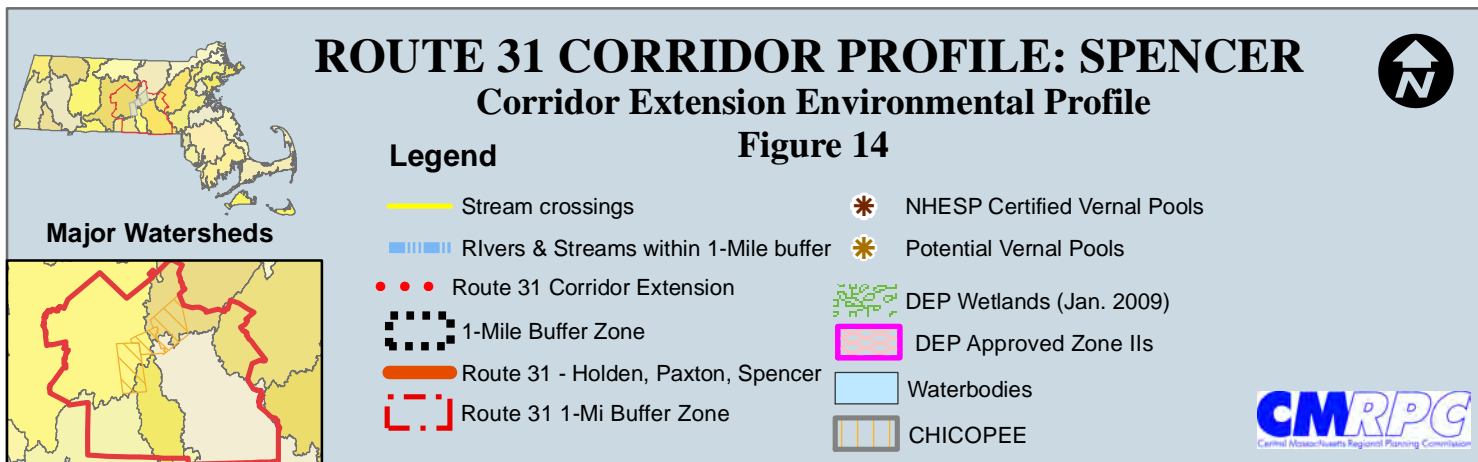 ROUTE 31 CORRIDOR PROFILE: SPENCER
Corridor Extension Environmental Profile
Figure 14
N
Major Watersheds
Legend
Stream crossings
RIvers & Streams within 1-Mile buffer
Route 31 Corridor Extension
1-Mile Buffer Zone
Route 31 - Holden, Paxton, Spencer
Route 31 1-Mi Buffer Zone
NHESP Certified Vernal Pools
Potential Vernal Pools
DEP Wetlands (Jan. 2009)
DEP Approved Zone IIs
Waterbodies
CHICOPEE
CMRPC
Central Massachusetts Regional Planning Commission